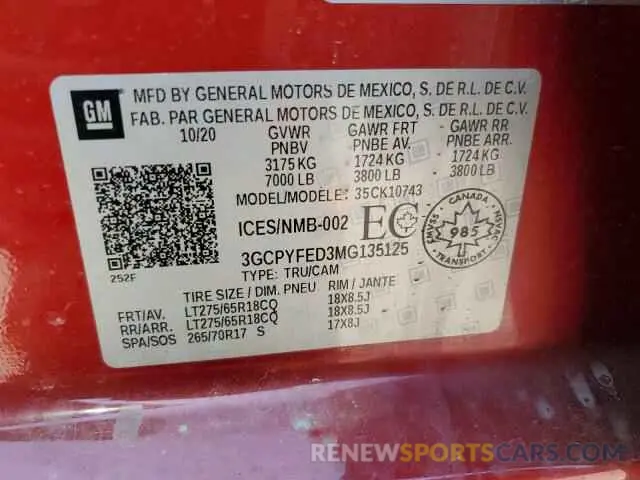 GM
MFD BY GENERAL MOTORS DE MEXICO, S. DE R.L. DE C.V.
FAB. PAR GENERAL MOTORS DE MEXICO, S. DE R.L. DE C.V.
10/20 GVWR GAWR FRT GAWR RR
PNBV PNBE AV. PNBE ARR.
3175 KG 1724 KG 1724 KG
7000 LB 3800 LB 3800 LB
MODEL/MODELE: 35CK10743
ICES/NMB-002 EC
CANADA
CMVSS 985 NSVAC
3GCPYFED3MG135125
252F
TYPE: TRU/CAM
TIRE SIZE / DIM. PNEU RIM / JANTE
FRT/AV. LT275/65R18CQ 18X8.5J
RR/ARR. LT275/65R18CQ 18X8.5J
SPA/SOS 265/70R17 S 17X8J
RENEWSPORTSCARS.COM